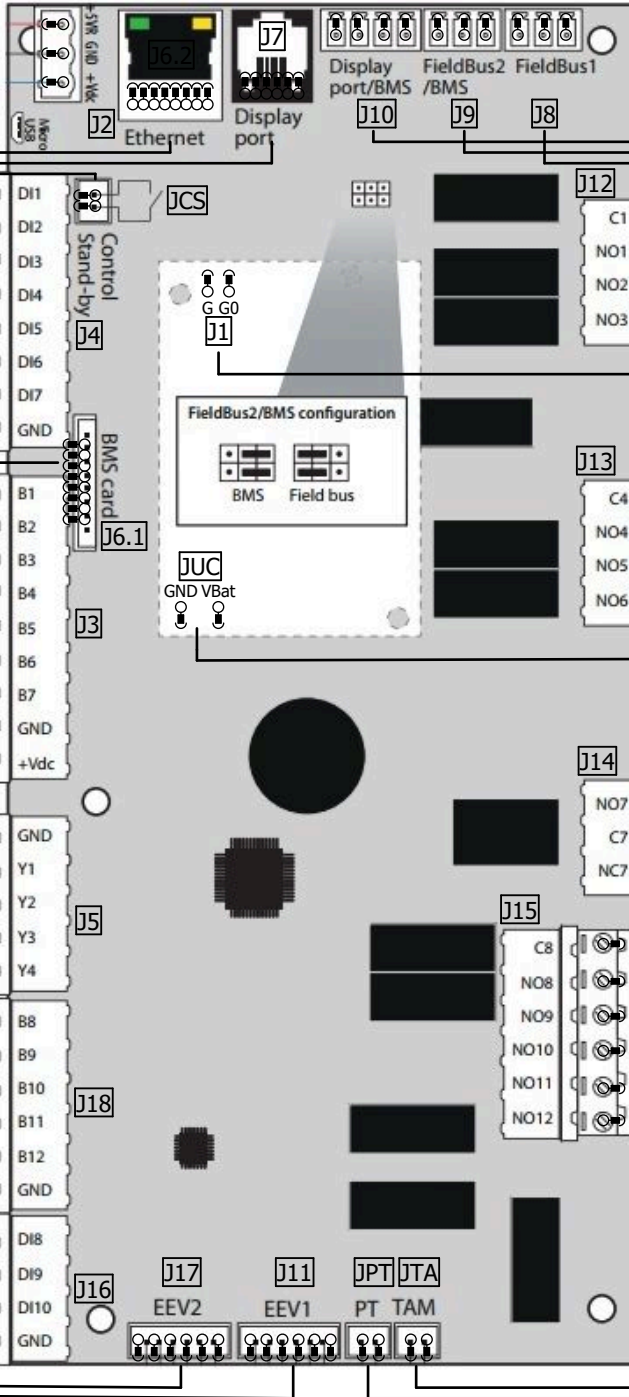 +5VR GND +Vdc
J2
Micro
USB
J6.2
Ethernet
J7
Display
port
Display
port/BMS
J10
FieldBus2
/BMS
J9
FieldBus1
J8
DI1
DI2
DI3
DI4
DI5
DI6
DI7
GND
JCS
Control
Stand-by
J4
G G0
J1
J12
C1
NO1
NO2
NO3
FieldBus2/BMS configuration
BMS Field bus
BMS card
J6.1
B1
B2
B3
B4
B5
B6
B7
GND
+Vdc
J3
JUC
GND VBat
J13
C4
NO4
NO5
NO6
J14
NO7
C7
NC7
GND
Y1
Y2
Y3
Y4
J5
J15
C8
NO8
NO9
NO10
NO11
NO12
B8
B9
B10
B11
B12
GND
J18
DI8
DI9
DI10
GND
J16
J17
EEV2
J11
EEV1
JPT
PT
JTA
TAM